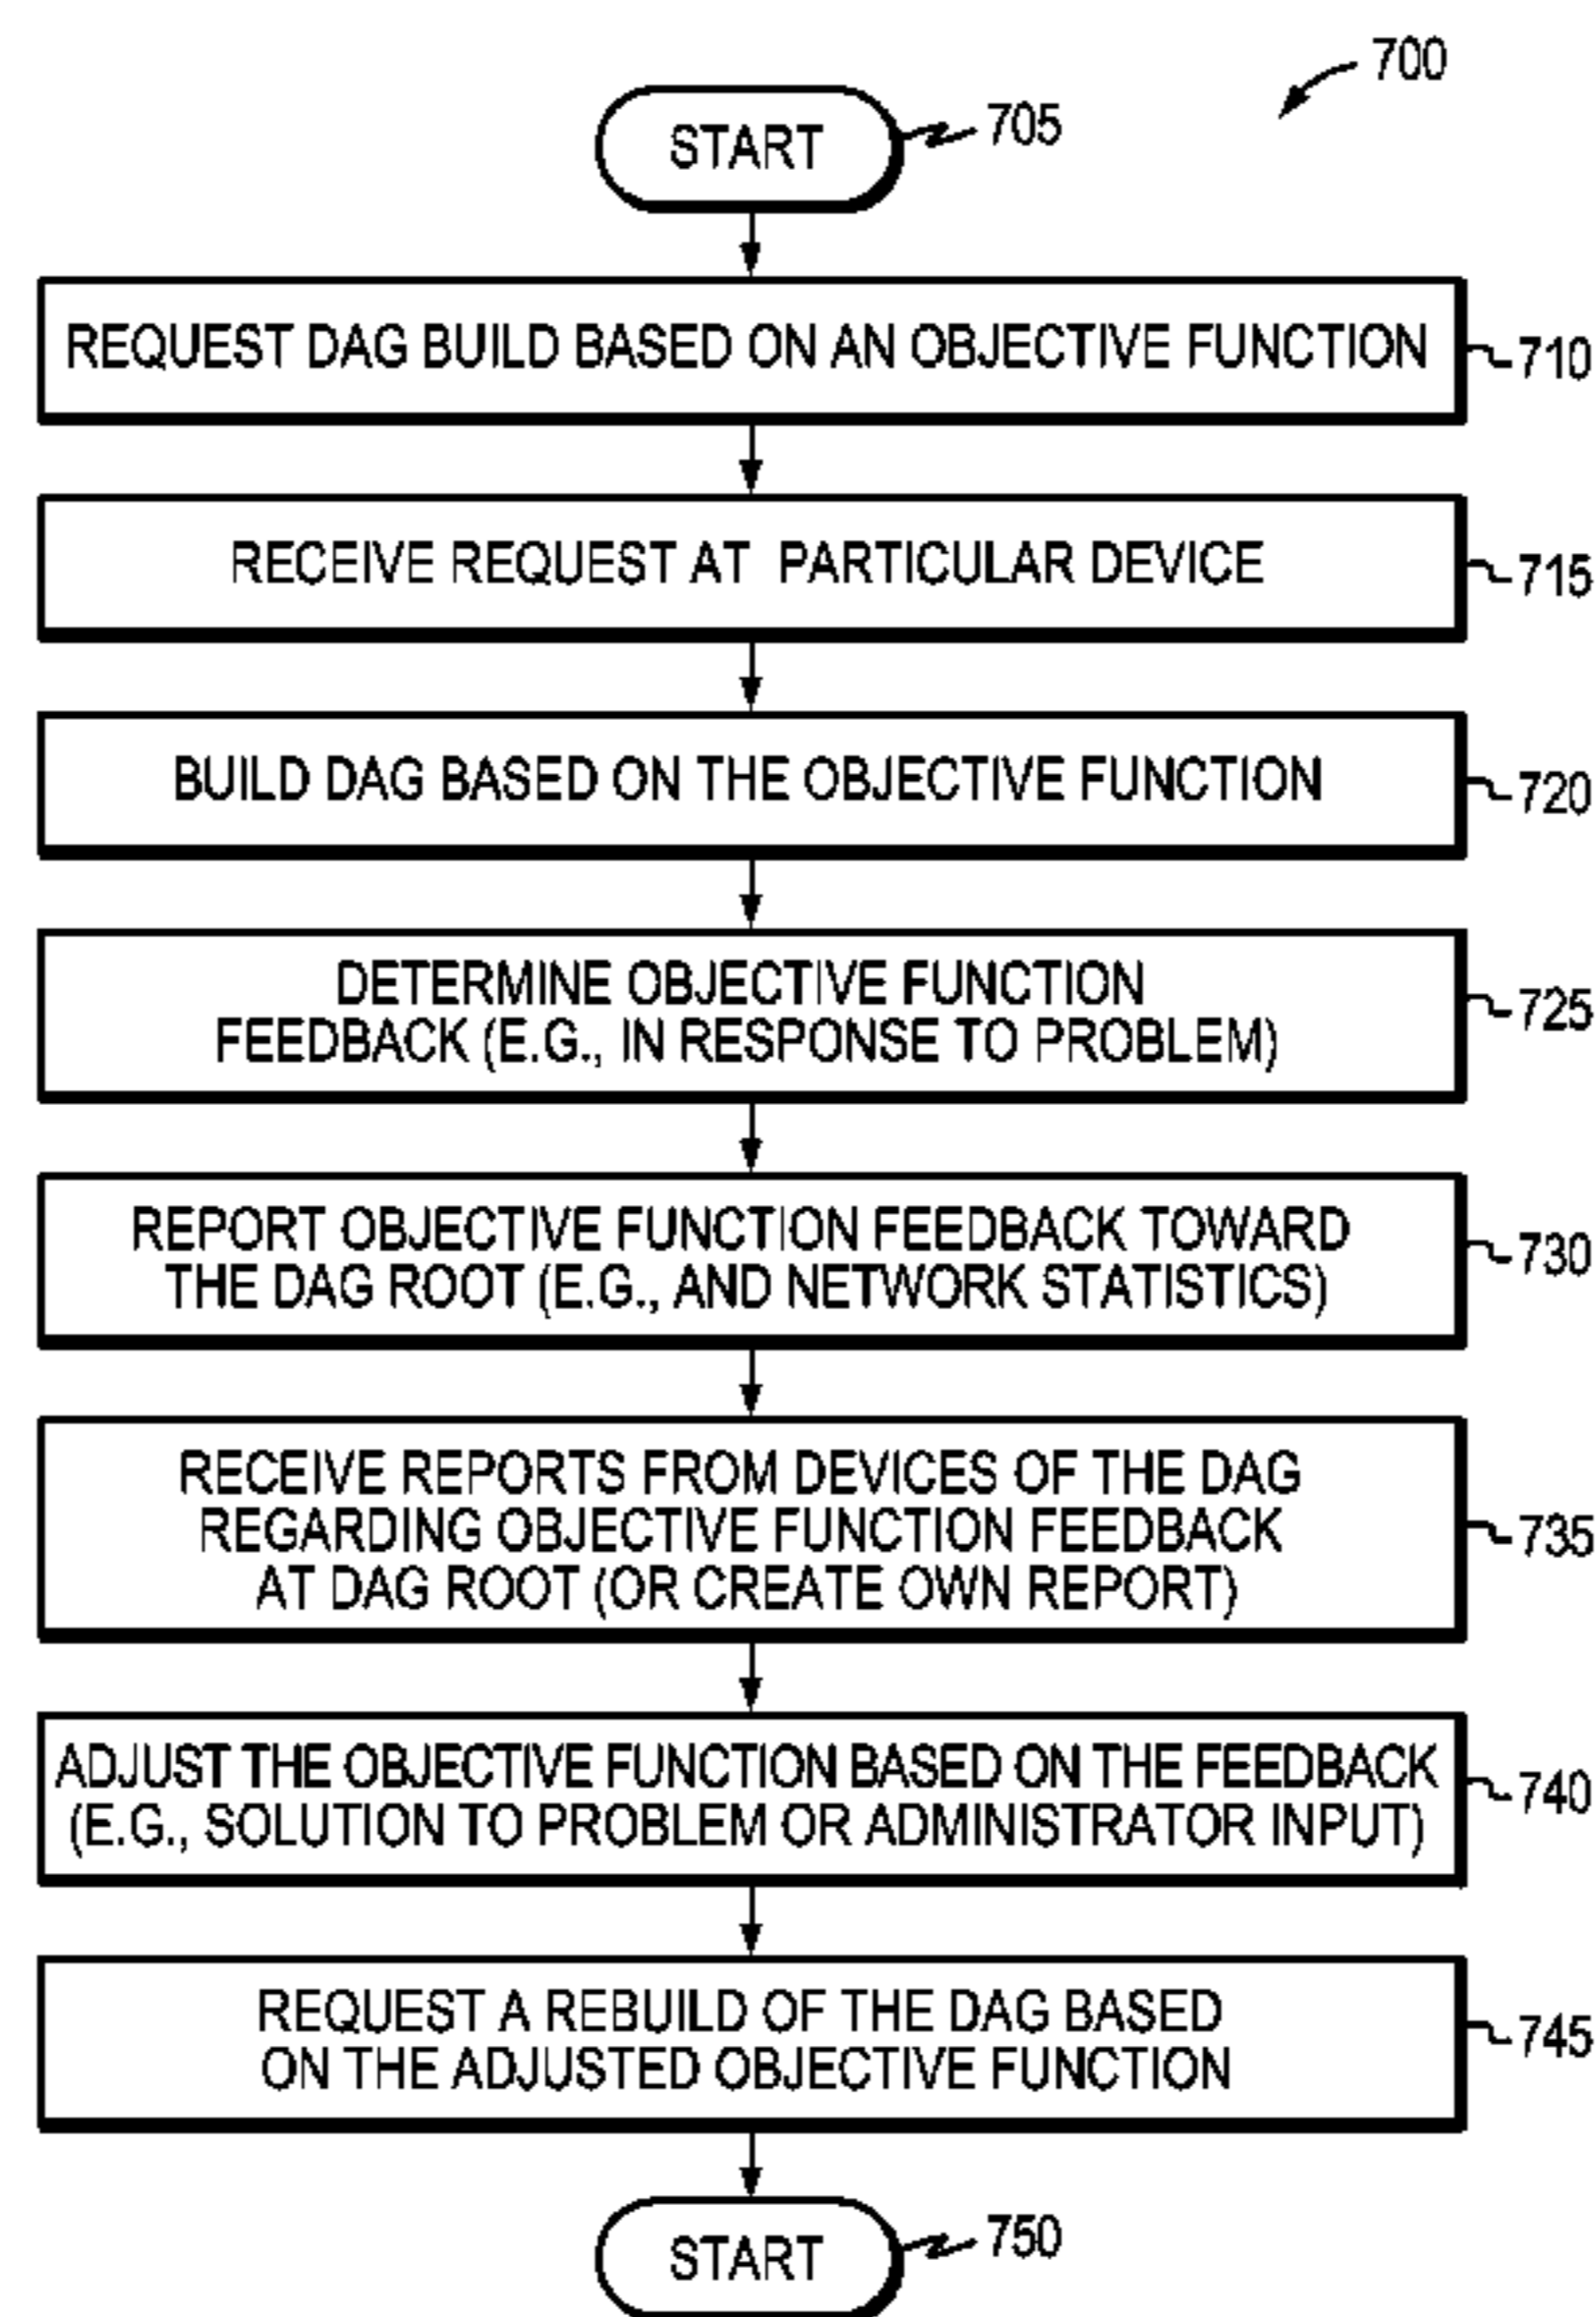 700
START
705
REQUEST DAG BUILD BASED ON AN OBJECTIVE FUNCTION
710
RECEIVE REQUEST AT PARTICULAR DEVICE
715
BUILD DAG BASED ON THE OBJECTIVE FUNCTION
720
DETERMINE OBJECTIVE FUNCTION
FEEDBACK (E.G., IN RESPONSE TO PROBLEM)
725
REPORT OBJECTIVE FUNCTION FEEDBACK TOWARD
THE DAG ROOT (E.G., AND NETWORK STATISTICS)
730
RECEIVE REPORTS FROM DEVICES OF THE DAG
REGARDING OBJECTIVE FUNCTION FEEDBACK
AT DAG ROOT (OR CREATE OWN REPORT)
735
ADJUST THE OBJECTIVE FUNCTION BASED ON THE FEEDBACK
(E.G., SOLUTION TO PROBLEM OR ADMINISTRATOR INPUT)
740
REQUEST A REBUILD OF THE DAG BASED
ON THE ADJUSTED OBJECTIVE FUNCTION
745
START
750